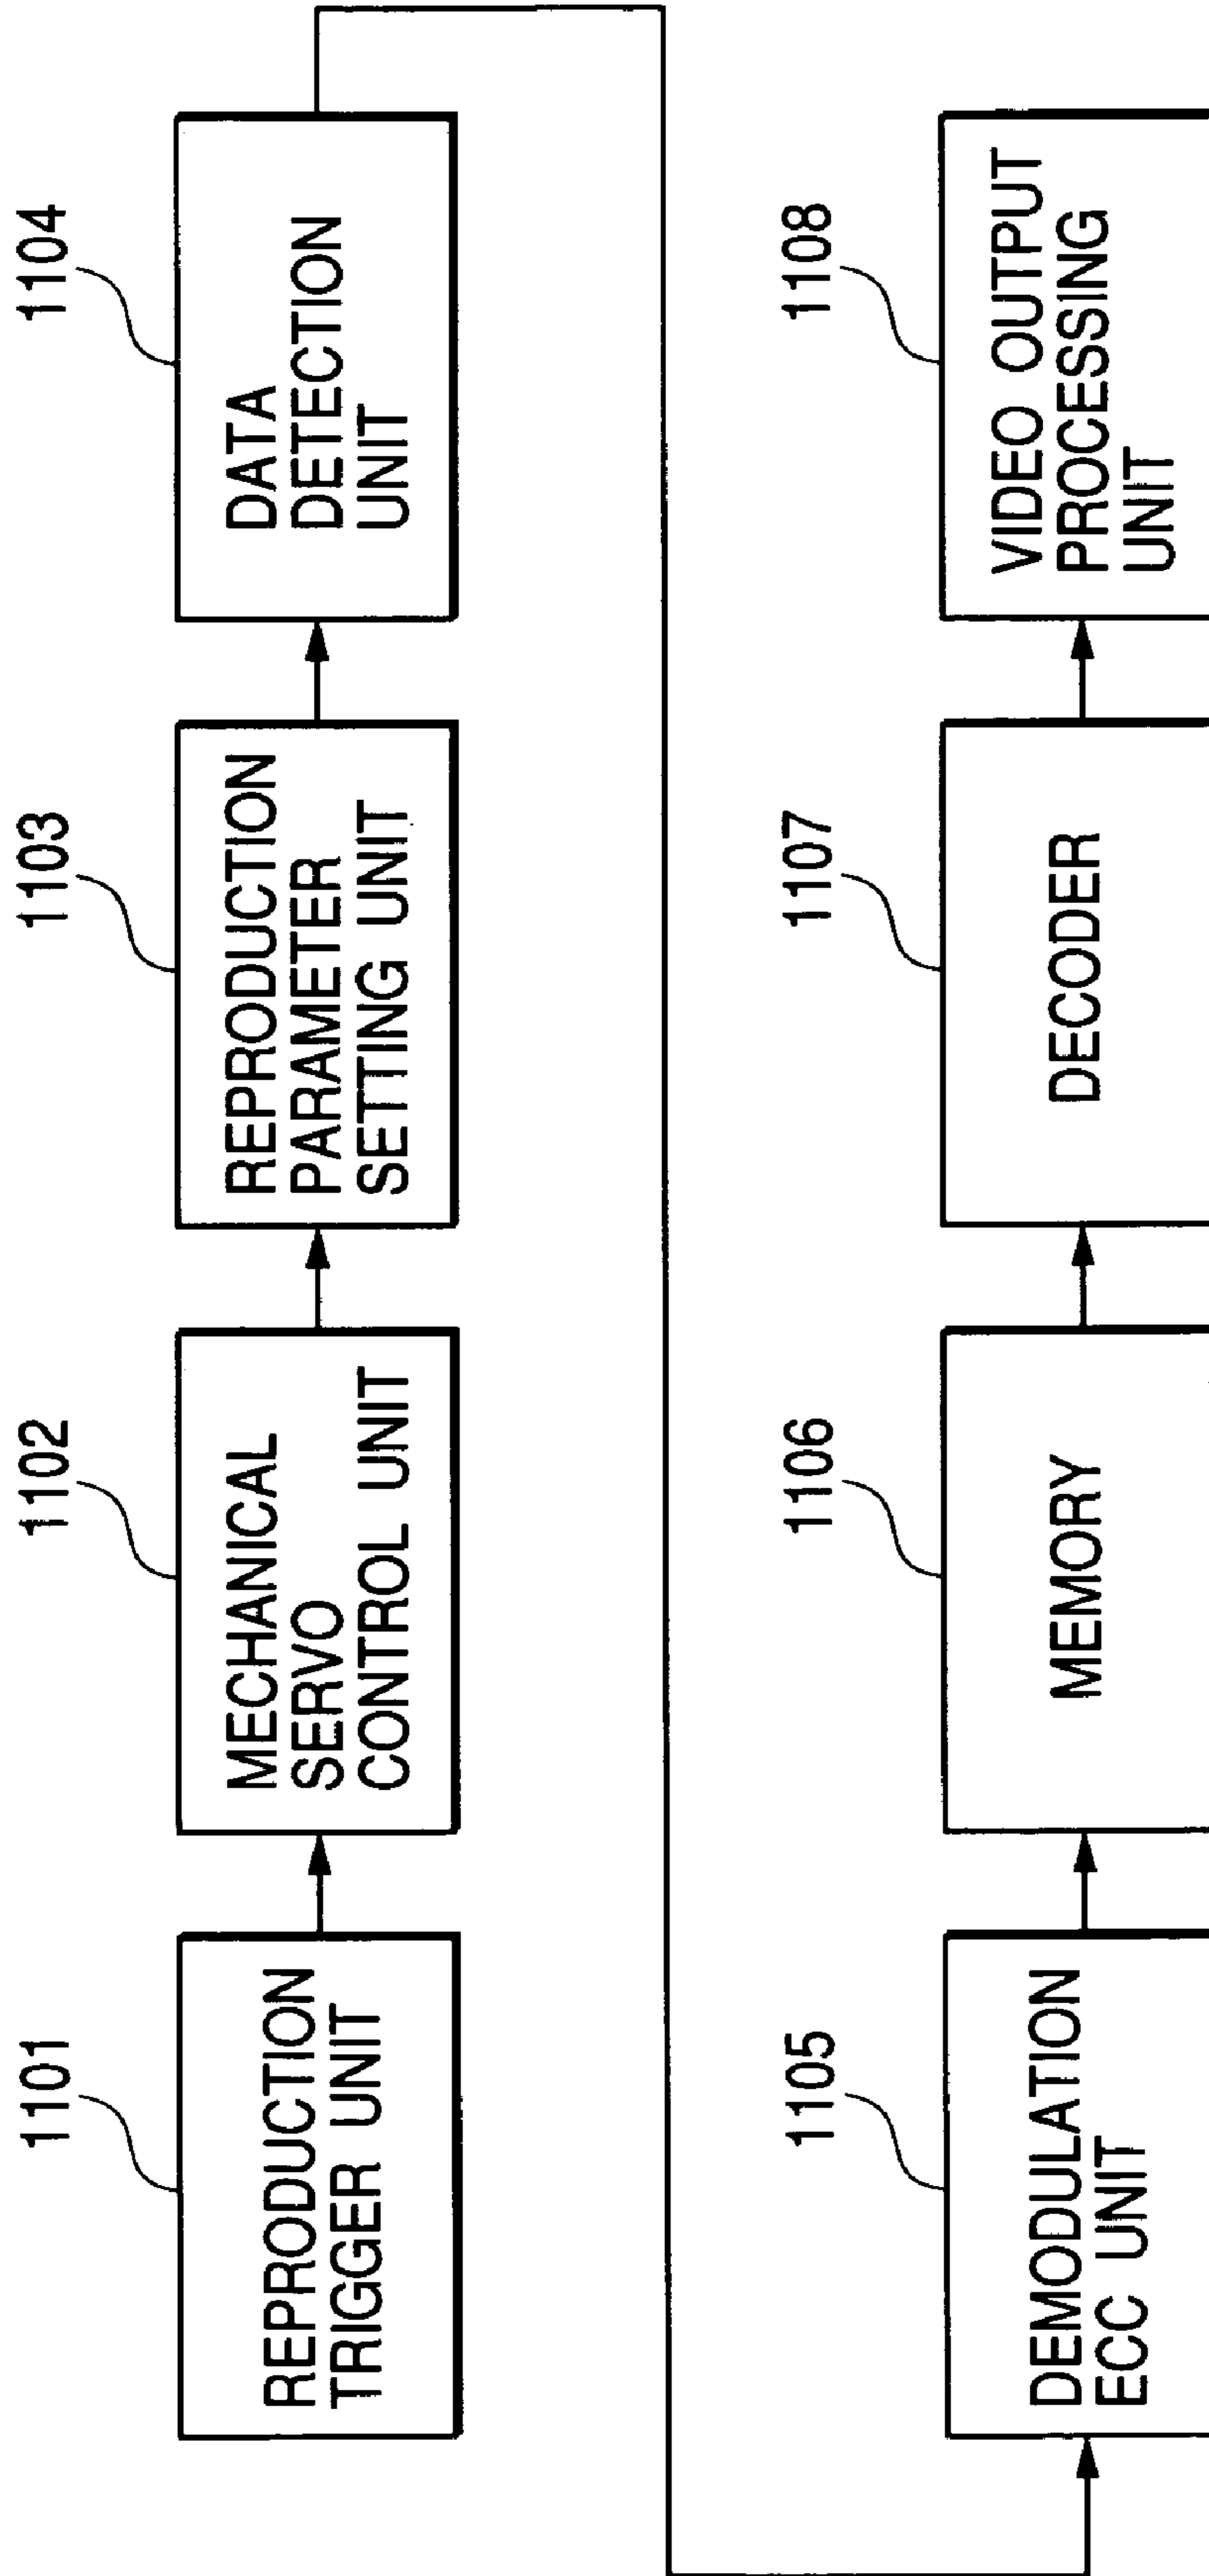 1101
REPRODUCTION
TRIGGER UNIT
1102
MECHANICAL
SERVO
CONTROL UNIT
1103
REPRODUCTION
PARAMETER
SETTING UNIT
1104
DATA
DETECTION
UNIT
1105
DEMODULATION
ECC UNIT
1106
MEMORY
1107
DECODER
1108
VIDEO OUTPUT
PROCESSING
UNIT